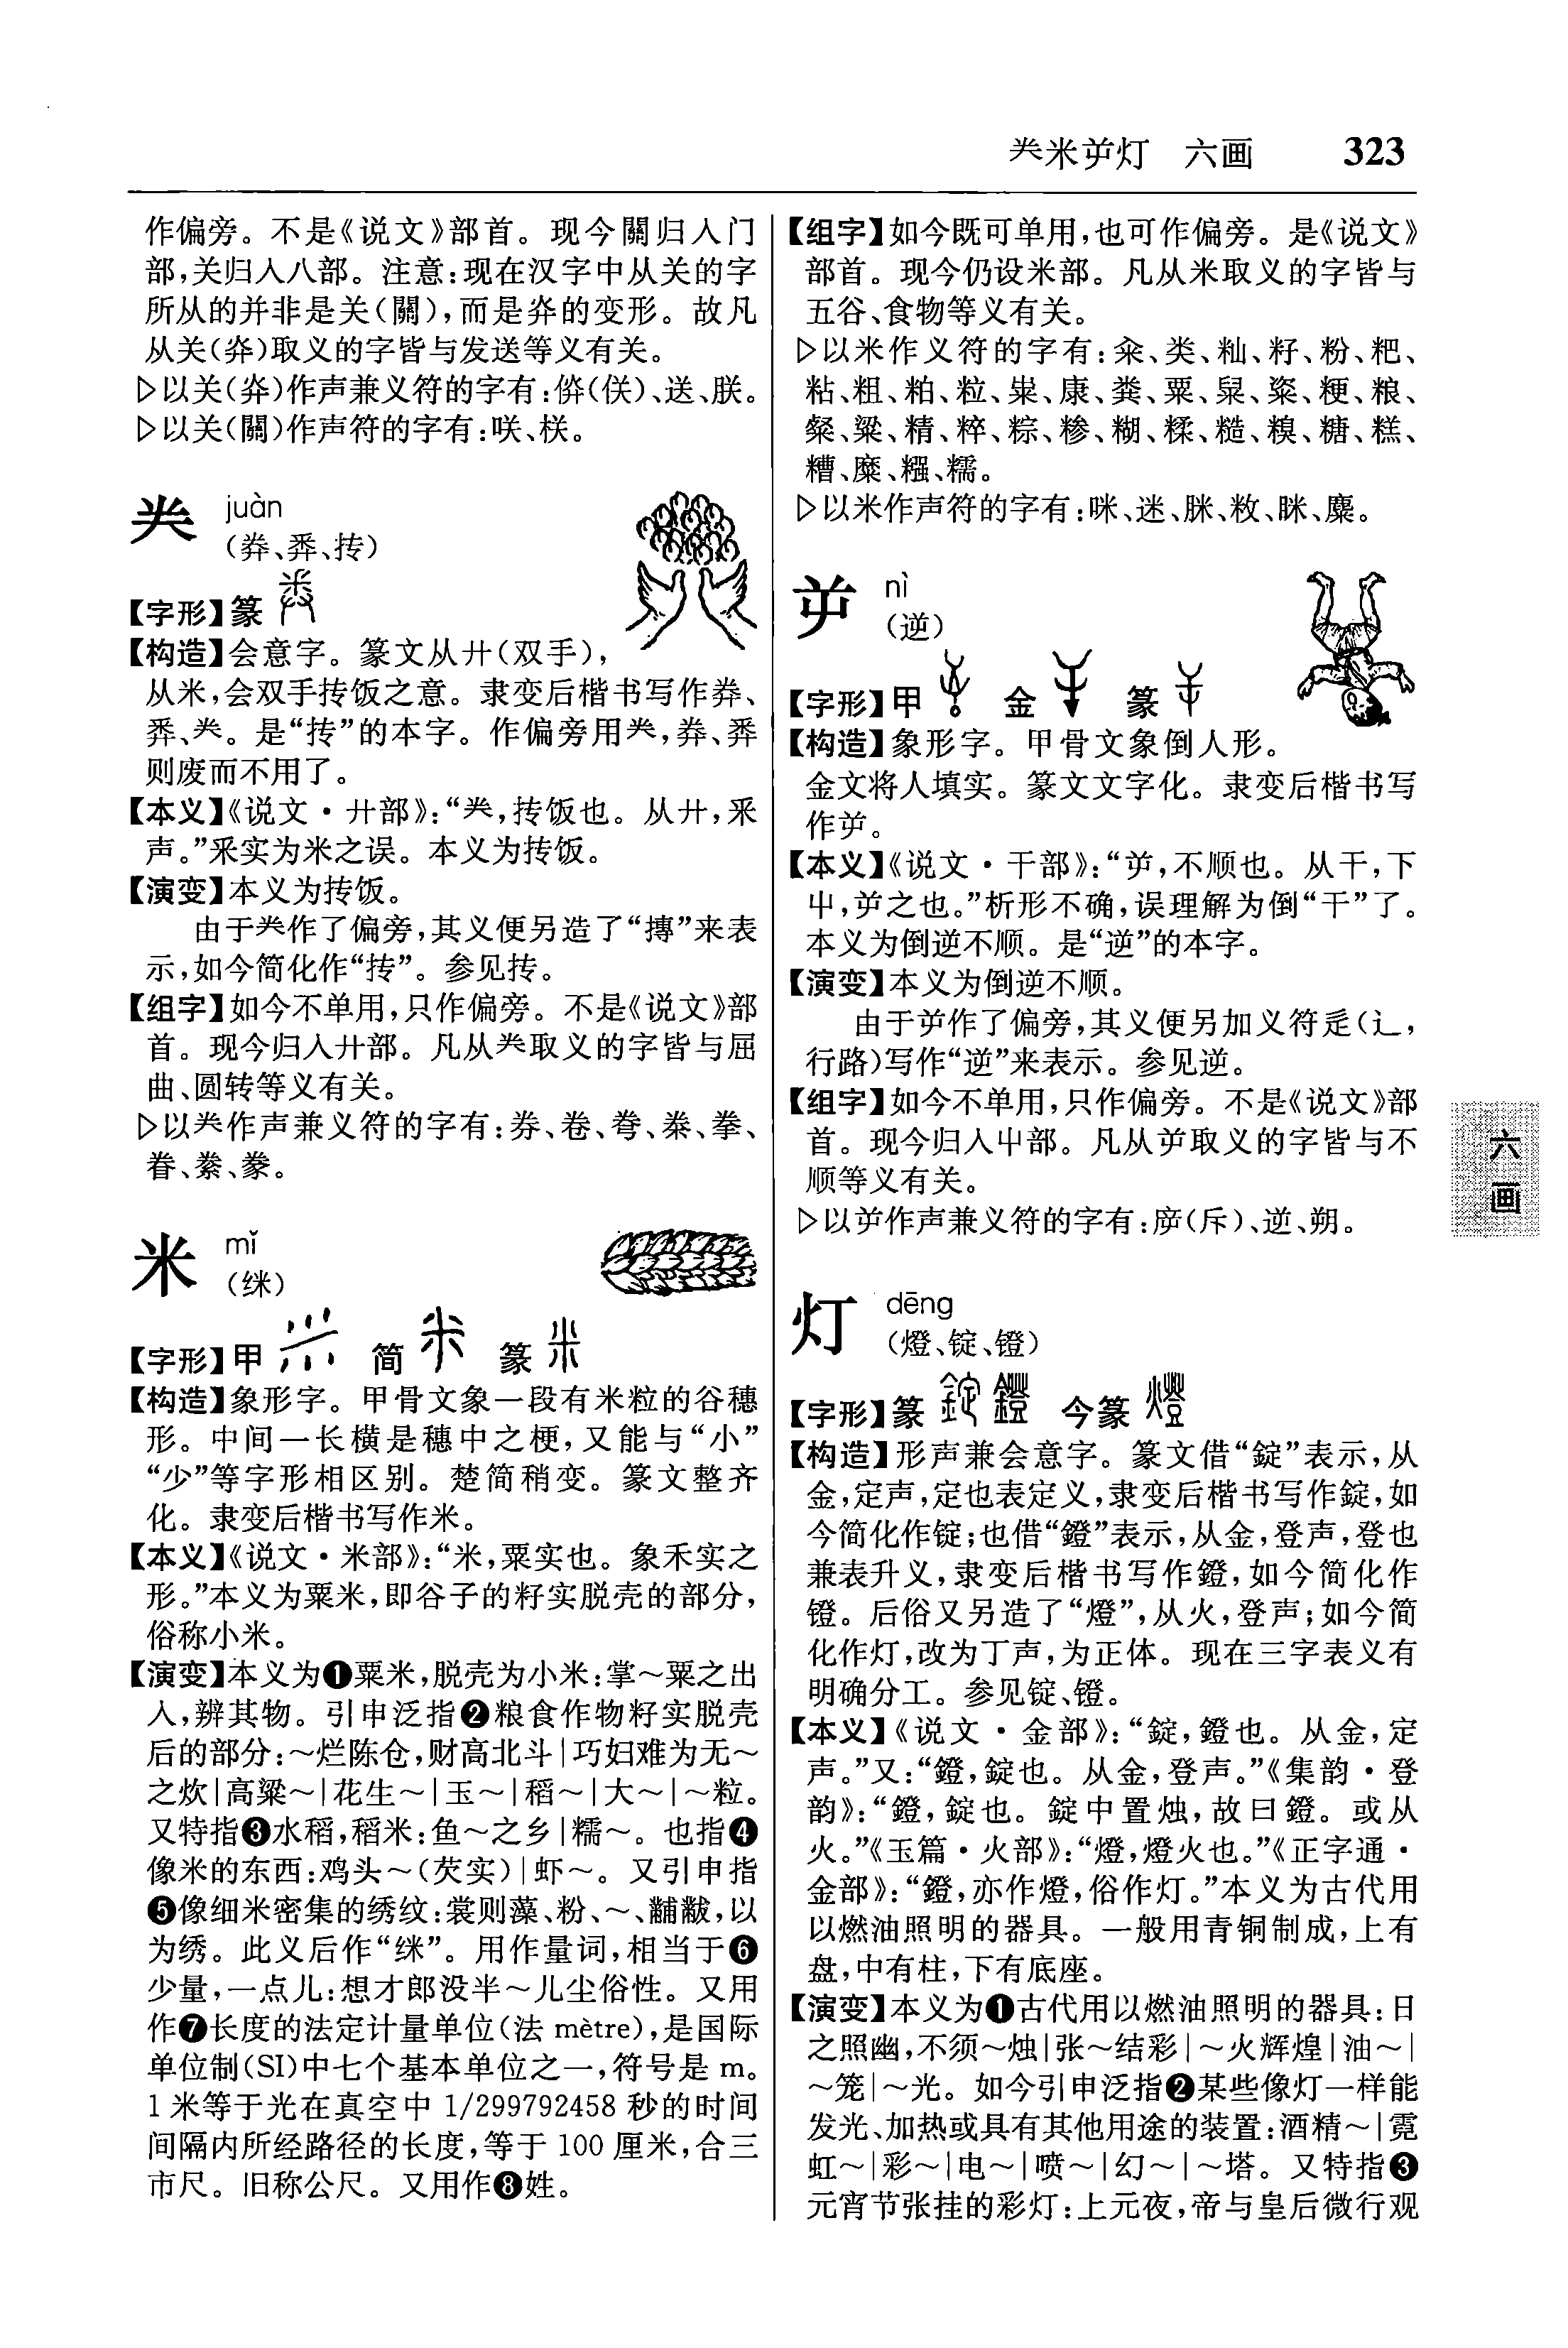 龹米屰灯　六画　323
作偏旁。不是《说文》部首。现今關归入门
部,关归入八部。注意:现在汉字中从关的字
所从的并非是关(關),而是灷的变形。故凡
从关(灷)取义的字皆与发送等义有关。
▷以关(灷)作声兼义符的字有:㑞(佚)、送、朕。
▷以关(關)作声符的字有:咲、栚。
龹 juàn
(弮、𢍏、抟)
【字形】篆
【构造】会意字。篆文从廾(双手),
从米,会双手抟饭之意。隶变后楷书写作𢍏、
𢍏、龹。是“抟”的本字。作偏旁用龹,
则废而不用了。
【本义】《说文·廾部》:“龹,抟饭也。从廾,釆
声。”釆实为米之误。本义为抟饭。
【演变】本义为抟饭。
由于龹作了偏旁,其义便另造了“摶”来表
示,如今简化作“抟”。参见抟。
【组字】如今不单用,只作偏旁。不是《说文》部
首。现今归入廾部。凡从龹取义的字皆与屈
曲、圆转等义有关。
▷以龹作声兼义符的字有:券、卷、弮、桊、拳、
眷、絭、豢。
米 mǐ
(䋛)
【字形】甲 简 篆
【构造】象形字。甲骨文象一段有米粒的谷穗
形。中间一长横是穗中之梗,又能与“小”
“少”等字形相区别。楚简稍变。篆文整齐
化。隶变后楷书写作米。
【本义】《说文·米部》:“米,粟实也。象禾实之
形。”本义为粟米,即谷子的籽实脱壳的部分,
俗称小米。
【演变】本义为❶粟米,脱壳为小米:掌～粟之出
入,辨其物。引申泛指❷粮食作物籽实脱壳
后的部分:～烂陈仓,财高北斗|巧妇难为无～
之炊|高粱～|花生～|玉～|稻～|大～|～粒。
又特指❸水稻,稻米:鱼～之乡|糯～。也指❹
像米的东西:鸡头～(芡实)|虾～。又引申指
❺像细米密集的绣纹:裳则藻、粉、～、黼黻,以
为绣。此义后作“䋛”。用作量词,相当于❻
少量,一点儿:想才郎没半～儿尘俗性。又用
作❼长度的法定计量单位(法 mètre),是国际
单位制(SI)中七个基本单位之一,符号是 m。
1 米等于光在真空中 1/299792458 秒的时间
间隔内所经路径的长度,等于 100 厘米,合三
市尺。旧称公尺。又用作❽姓。
【组字】如今既可单用,也可作偏旁。是《说文》
部首。现今仍设米部。凡从米取义的字皆与
五谷、食物等义有关。
▷以米作义符的字有:籴、类、籼、籽、粉、粑、
粘、粗、粕、粒、粜、康、粪、粟、粢、粳、粮、
粲、粱、精、粹、粽、糁、糊、糅、糙、糗、糖、糕、
糟、糜、糨、糯。
▷以米作声符的字有:咪、迷、脒、敉、眯、麋。
屰 nì
(逆)
【字形】甲 金 篆
【构造】象形字。甲骨文象倒人形。
金文将人填实。篆文文字化。隶变后楷书写
作屰。
【本义】《说文·干部》:“屰,不顺也。从干,下
屮,屰之也。”析形不确,误理解为倒“干”了。
本义为倒逆不顺。是“逆”的本字。
【演变】本义为倒逆不顺。
由于屰作了偏旁,其义便另加义符辵(辶,
行路)写作“逆”来表示。参见逆。
【组字】如今不单用,只作偏旁。不是《说文》部
首。现今归入屮部。凡从屰取义的字皆与不
顺等义有关。
▷以屰作声兼义符的字有:㡿(斥)、逆、朔。
灯 dēng
(燈、锭、镫)
【字形】篆 今篆
【构造】形声兼会意字。篆文借“錠”表示,从
金,定声,定也表定义,隶变后楷书写作錠,如
今简化作锭;也借“鐙”表示,从金,登声,登也
兼表升义,隶变后楷书写作鐙,如今简化作
镫。后俗又另造了“燈”,从火,登声;如今简
化作灯,改为丁声,为正体。现在三字表义有
明确分工。参见锭、镫。
【本义】《说文·金部》:“錠,鐙也。从金,定
声。”又:“鐙,錠也。从金,登声。”《集韵·登
韵》:“鐙,錠也。錠中置烛,故曰鐙。或从
火。”《玉篇·火部》:“燈,燈火也。”《正字通·
金部》:“鐙,亦作燈,俗作灯。”本义为古代用
以燃油照明的器具。一般用青铜制成,上有
盘,中有柱,下有底座。
【演变】本义为❶古代用以燃油照明的器具:日
之照幽,不须～烛|张～结彩|～火辉煌|油～|
～笼|～光。如今引申泛指❷某些像灯一样能
发光、加热或具有其他用途的装置:酒精～|霓
虹～|彩～|电～|喷～|幻～|～塔。又特指❸
元宵节张挂的彩灯:上元夜,帝与皇后微行观
六
画